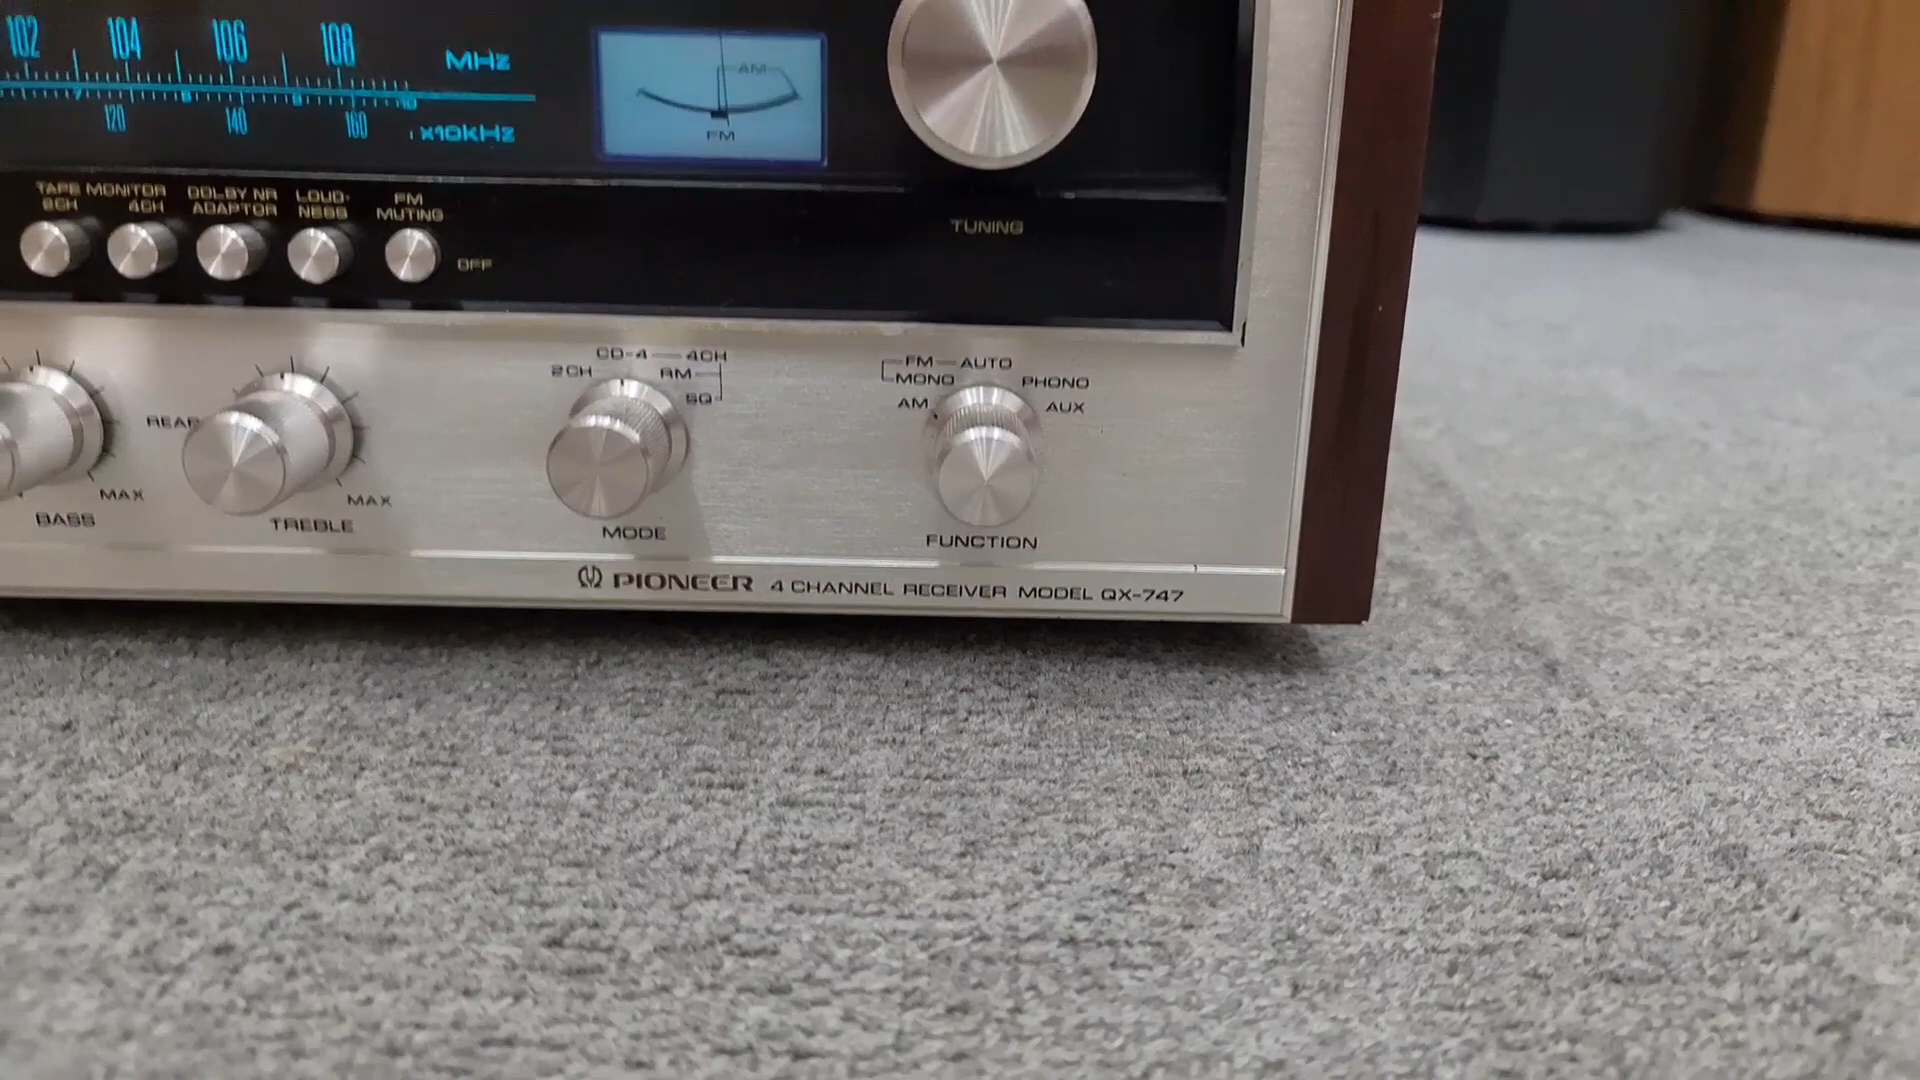 102 104 106 108 MHz
120 140 160 x10KHz
AM
FM
TAPE MONITOR
2CH 4CH
DOLBY NR
ADAPTOR
LOUD-
NESS
FM
MUTING
OFF
TUNING
REAR
MAX
BASS
MAX
TREBLE
CD-4 4CH
2CH RM
SQ
MODE
FM AUTO
MONO PHONO
AM AUX
FUNCTION
PIONEER 4 CHANNEL RECEIVER MODEL QX-747